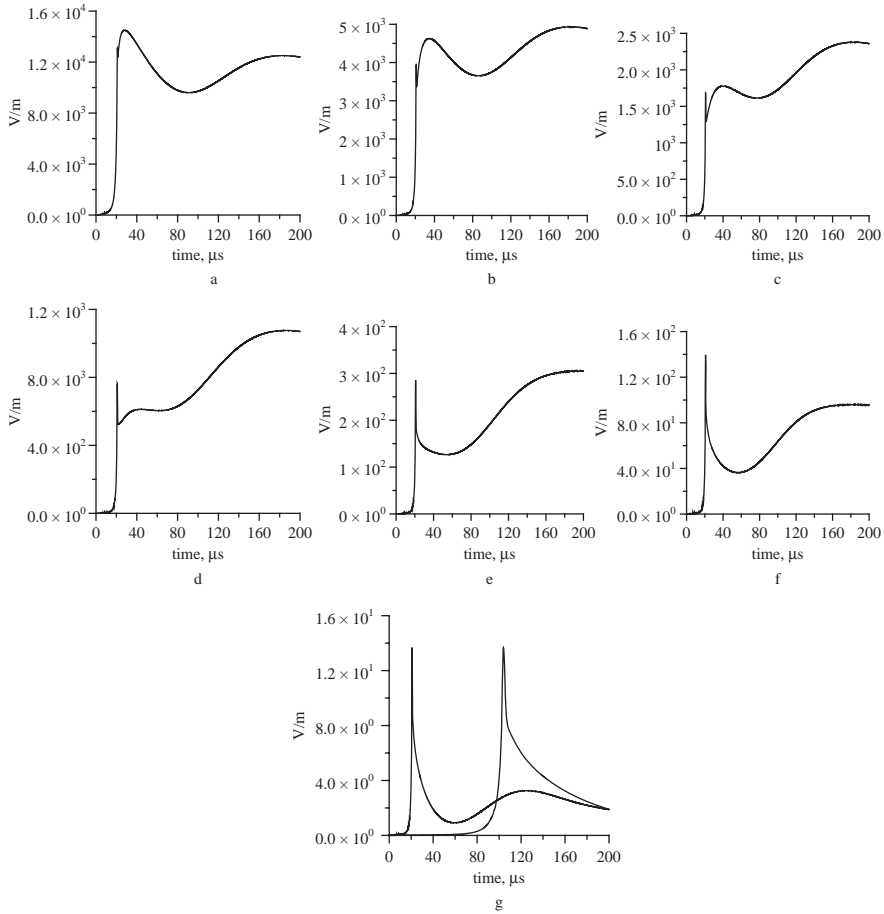 1.6 × 10⁴
1.2 × 10⁴
8.0 × 10³
4.0 × 10³
0.0 × 10⁰
V/m
0 40 80 120 160 200
time, μs
a
5 × 10³
4 × 10³
3 × 10³
2 × 10³
1 × 10³
0 × 10⁰
V/m
0 40 80 120 160 200
time, μs
b
2.5 × 10³
2.0 × 10³
1.5 × 10³
10³
5.0 × 10²
0.0 × 10⁰
V/m
0 40 80 120 160 200
time, μs
c
1.2 × 10³
8.0 × 10³
4.0 × 10²
0.0 × 10⁰
V/m
0 40 80 120 160 200
time, μs
d
4 × 10²
3 × 10²
2 × 10²
1 × 10²
0 × 10⁰
V/m
0 40 80 120 160 200
time, μs
e
1.6 × 10²
1.2 × 10²
8.0 × 10¹
4.0 × 10¹
0.0 × 10⁰
V/m
0 40 80 120 160 200
time, μs
f
1.6 × 10¹
1.2 × 10¹
8.0 × 10⁰
4.0 × 10⁰
0.0 × 10⁰
V/m
0 40 80 120 160 200
time, μs
g